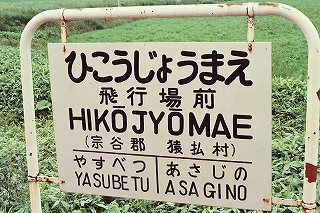 ひこうじょうまえ
飛行場前
HIKŌJYŌMAE
(宗谷郡 猿払村)
やすべつ あさじの
YASUBETU ASAGINO